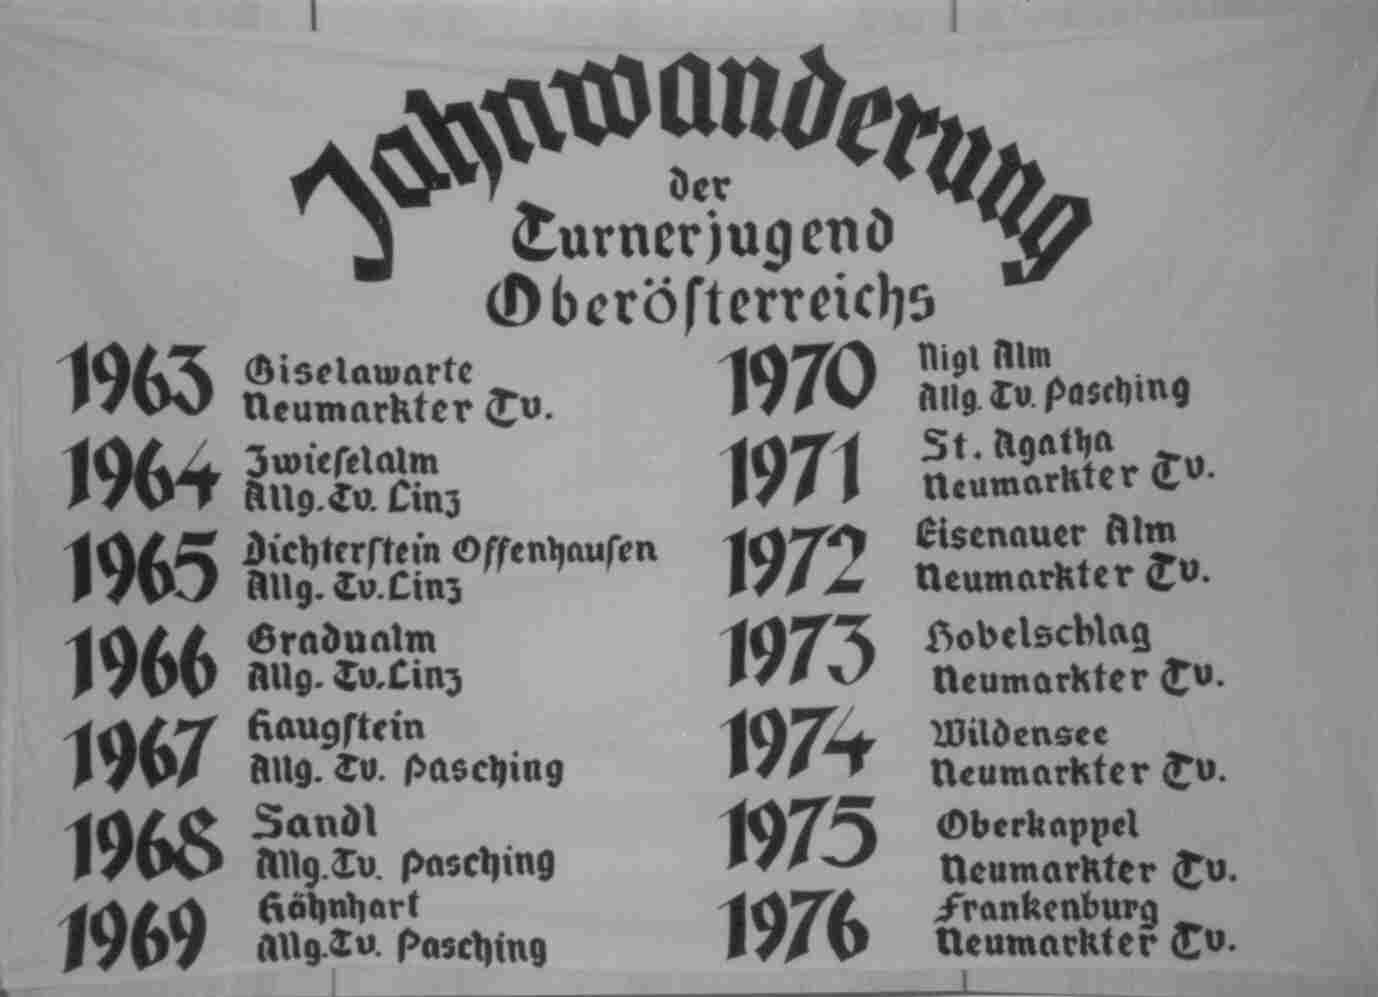 Jahnwanderung
der
Turnerjugend
Oberöſterreichs
1963 Giselawarte
Neumarkter Tv.
1964 Zwieſelalm
Allg. Tv. Linz
1965 Dichterſtein Offenhauſen
Allg. Tv. Linz
1966 Gradnalm
Allg. Tv. Linz
1967 Haugſtein
Allg. Tv. Pasching
1968 Sandl
Allg. Tv. Pasching
1969 Höhnhart
Allg. Tv. Pasching
1970 Nigl Alm
Allg. Tv. Pasching
1971 St. Agatha
Neumarkter Tv.
1972 Eisenauer Alm
Neumarkter Tv.
1973 Hobelschlag
Neumarkter Tv.
1974 Wildensee
Neumarkter Tv.
1975 Oberkappel
Neumarkter Tv.
1976 Frankenburg
Neumarkter Tv.